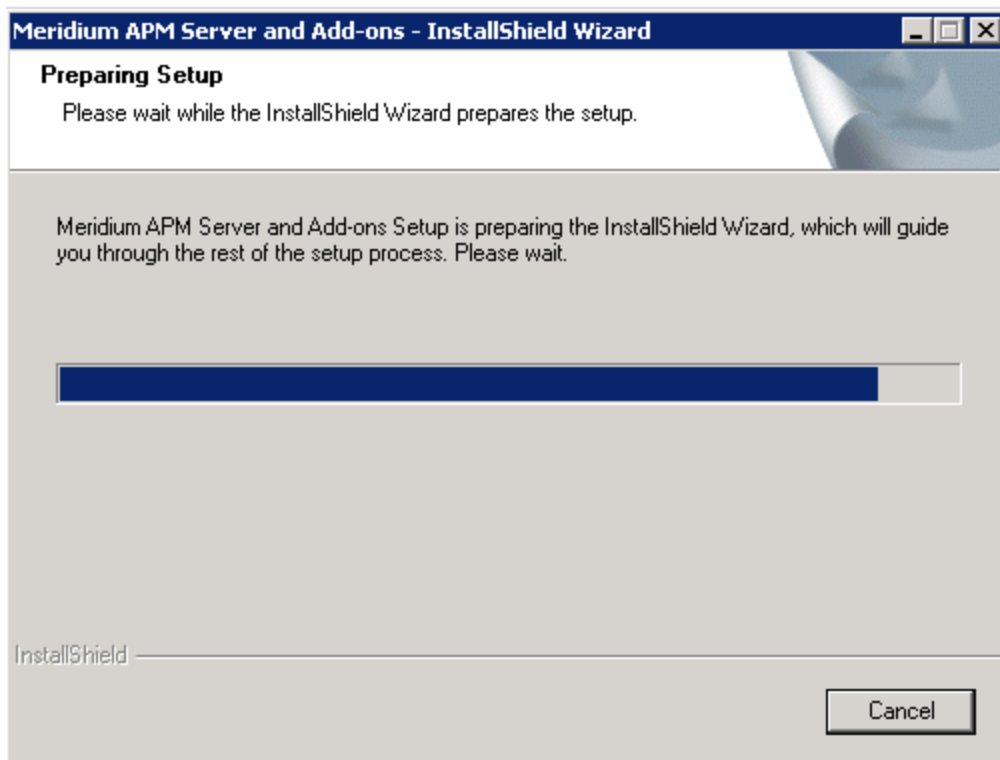 Meridium APM Server and Add-ons - InstallShield Wizard
Preparing Setup
Please wait while the InstallShield Wizard prepares the setup.
Meridium APM Server and Add-ons Setup is preparing the InstallShield Wizard, which will guide
you through the rest of the setup process. Please wait.
InstallShield
Cancel